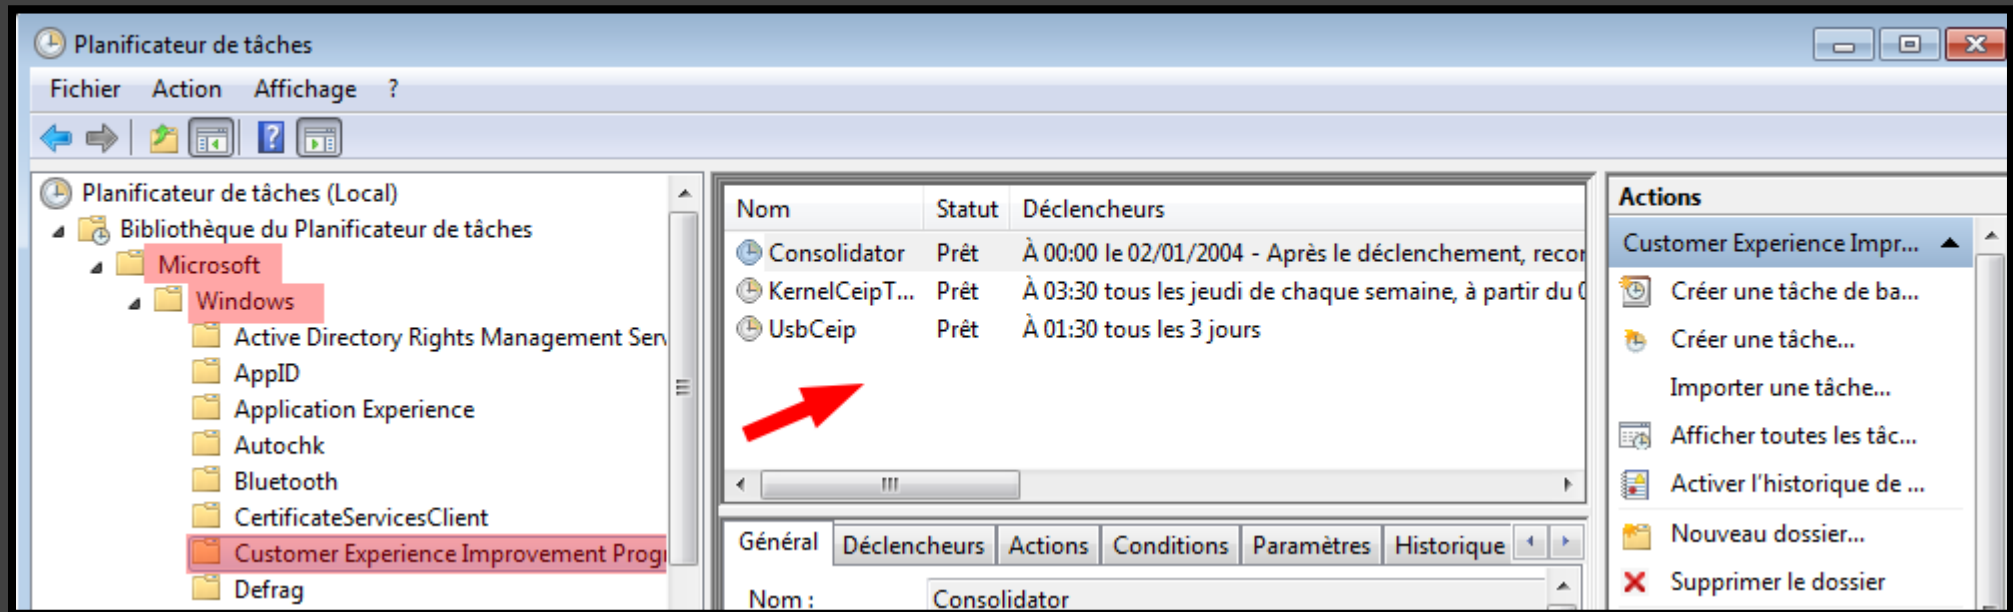 Planificateur de tâches
Fichier Action Affichage ?
Planificateur de tâches (Local)
Bibliothèque du Planificateur de tâches
Microsoft
Windows
Active Directory Rights Management Serv
AppID
Application Experience
Autochk
Bluetooth
CertificateServicesClient
Customer Experience Improvement Progr
Defrag
Nom Statut Déclencheurs
Consolidator Prêt À 00:00 le 02/01/2004 - Après le déclenchement, recor
KernelCeipT... Prêt À 03:30 tous les jeudi de chaque semaine, à partir du 0
UsbCeip Prêt À 01:30 tous les 3 jours
Général Déclencheurs Actions Conditions Paramètres Historique
Nom : Consolidator
Actions
Customer Experience Impr...
Créer une tâche de ba...
Créer une tâche...
Importer une tâche...
Afficher toutes les tâc...
Activer l'historique de ...
Nouveau dossier...
Supprimer le dossier